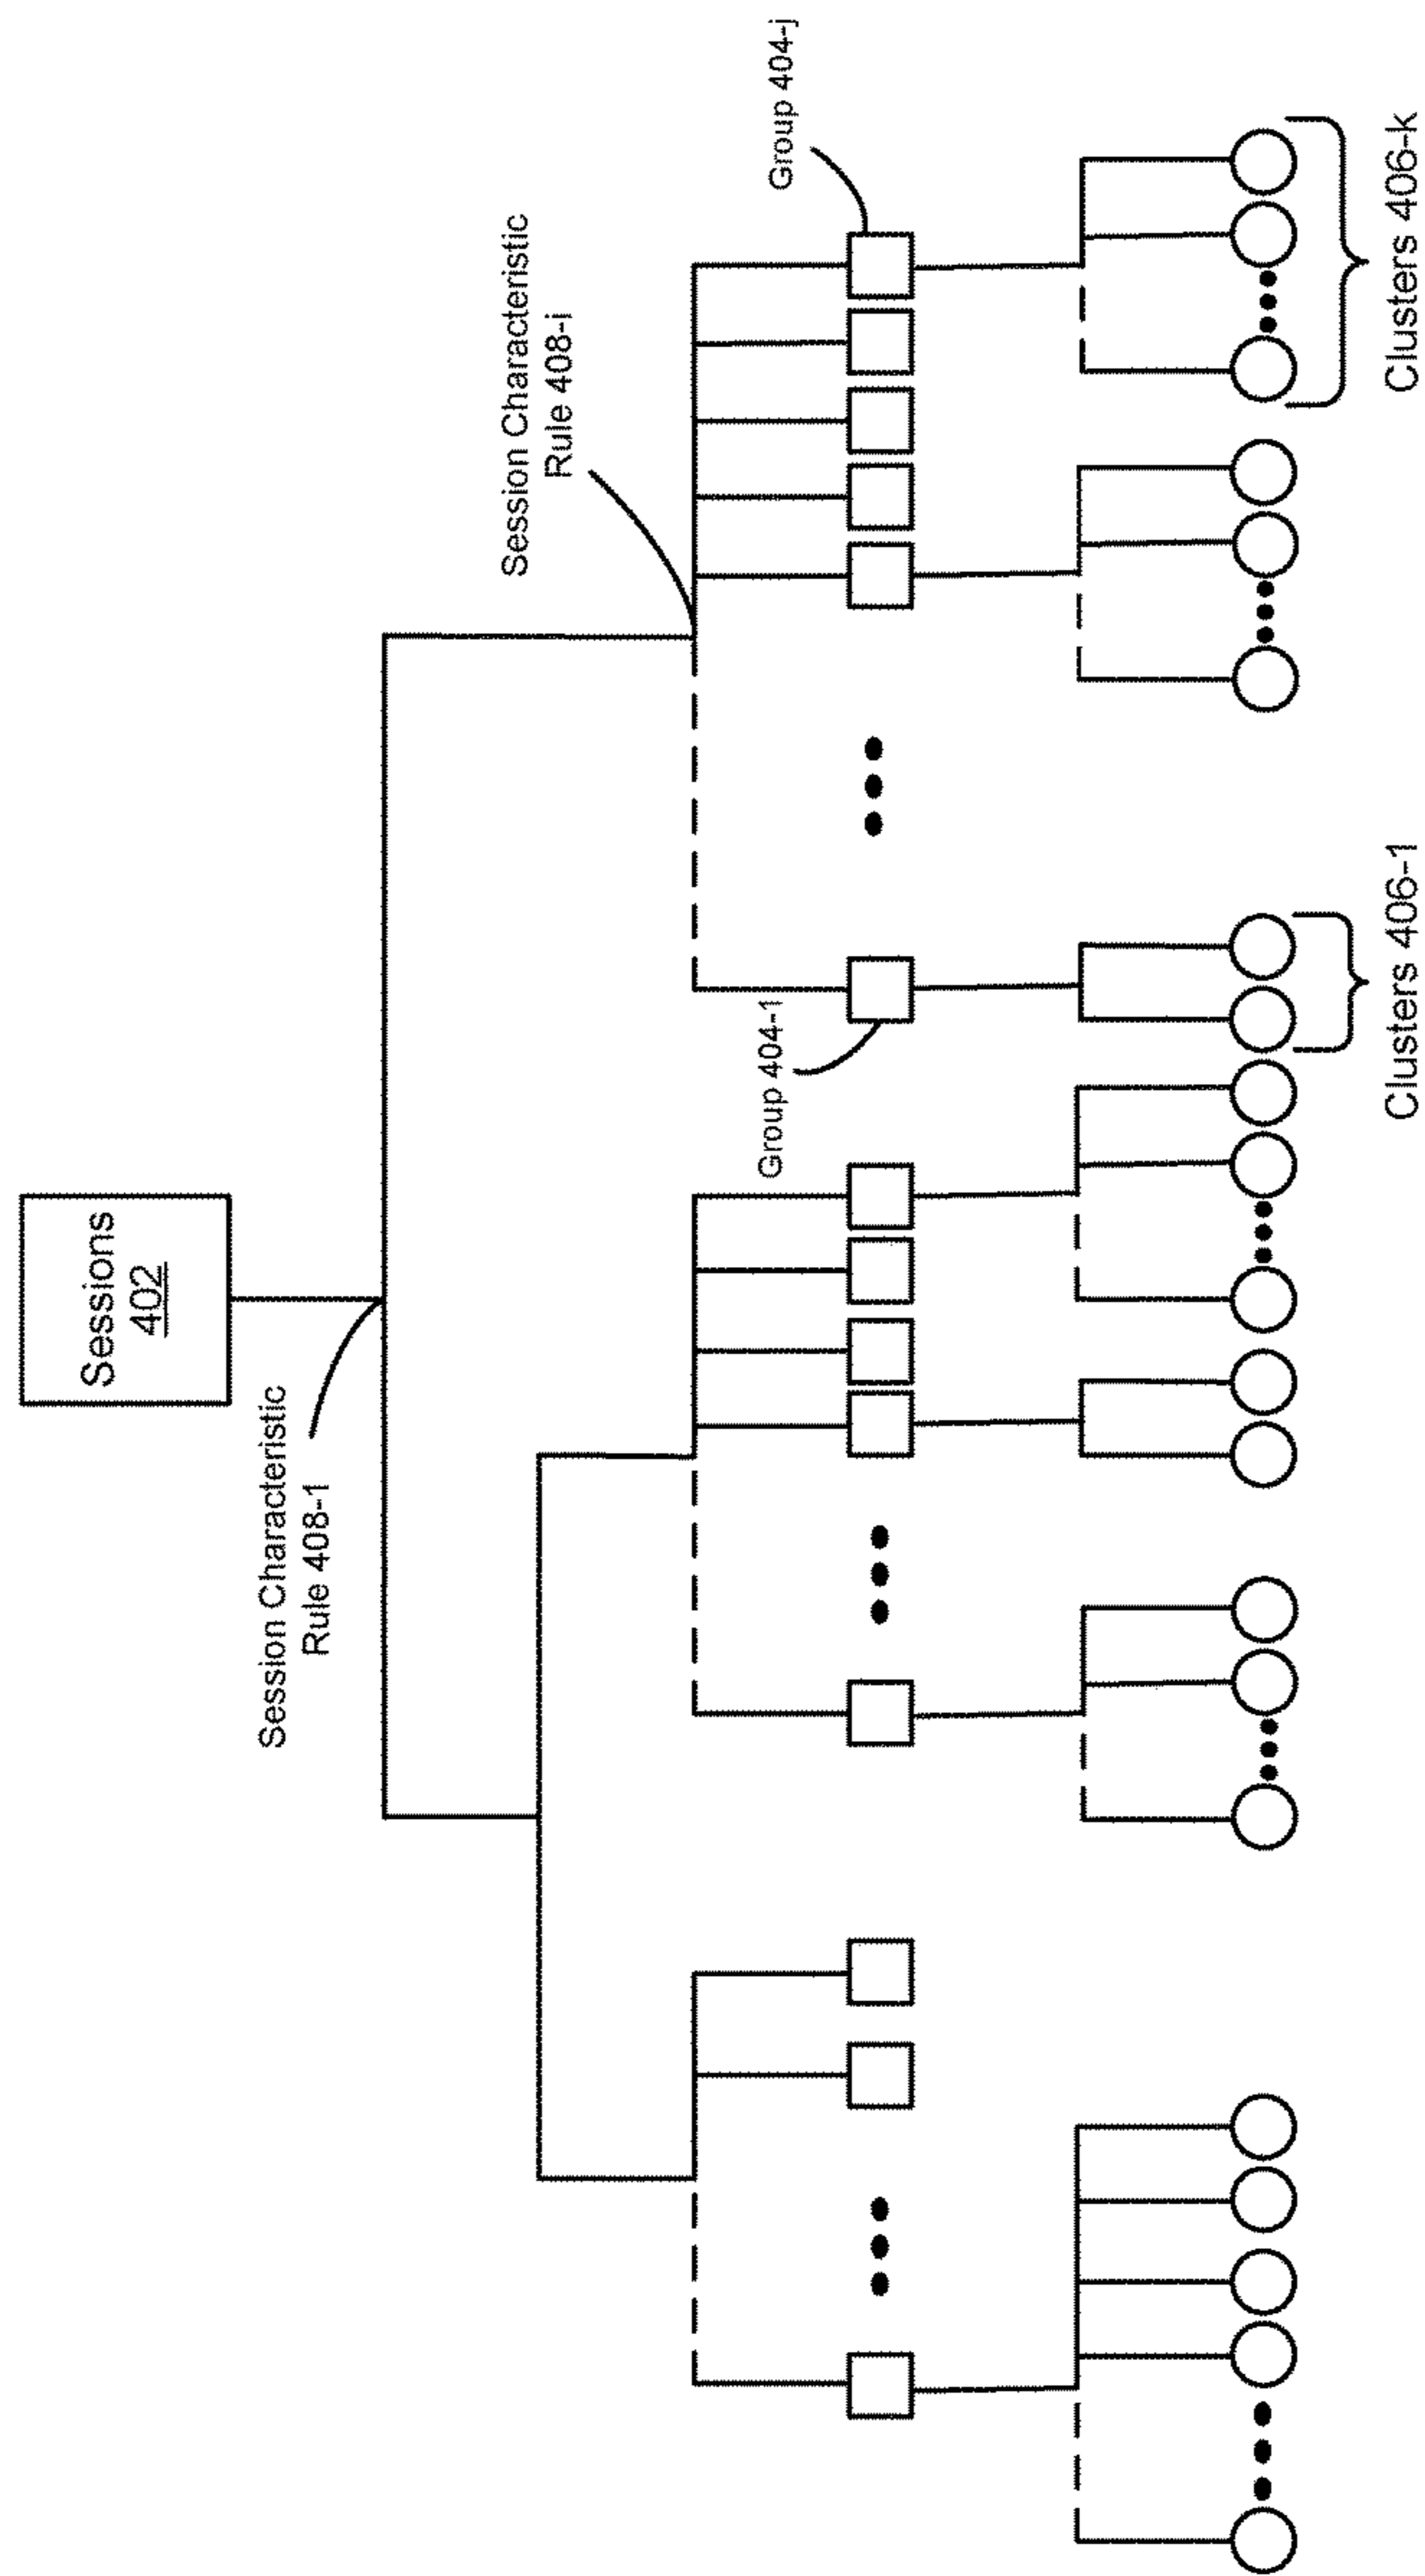 Sessions
402
Session Characteristic
Rule 408-1
Session Characteristic
Rule 408-i
Group 404-1
Group 404-j
Clusters 406-1
Clusters 406-k